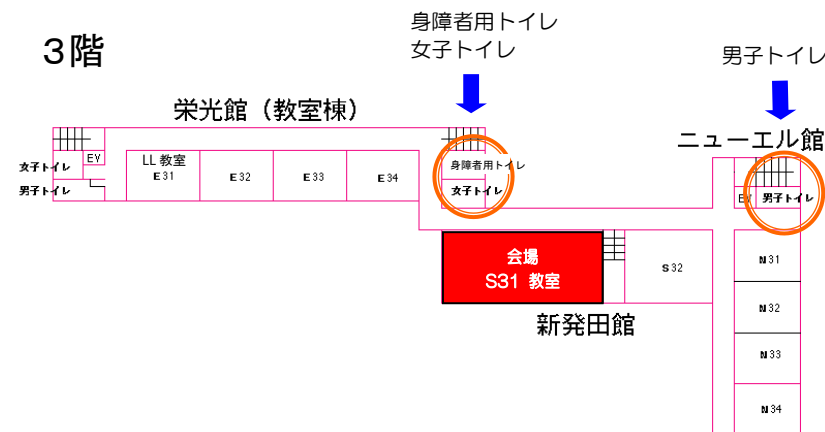 身障者用トイレ
女子トイレ
3階
男子トイレ
栄光館（教室棟）
ニューエル館
女子トイレ
EV
男子トイレ
LL 教室
E31
E32
E33
E34
身障者用トイレ
女子トイレ
EV
男子トイレ
会場
S31 教室
S32
新発田館
N31
N32
N33
N34